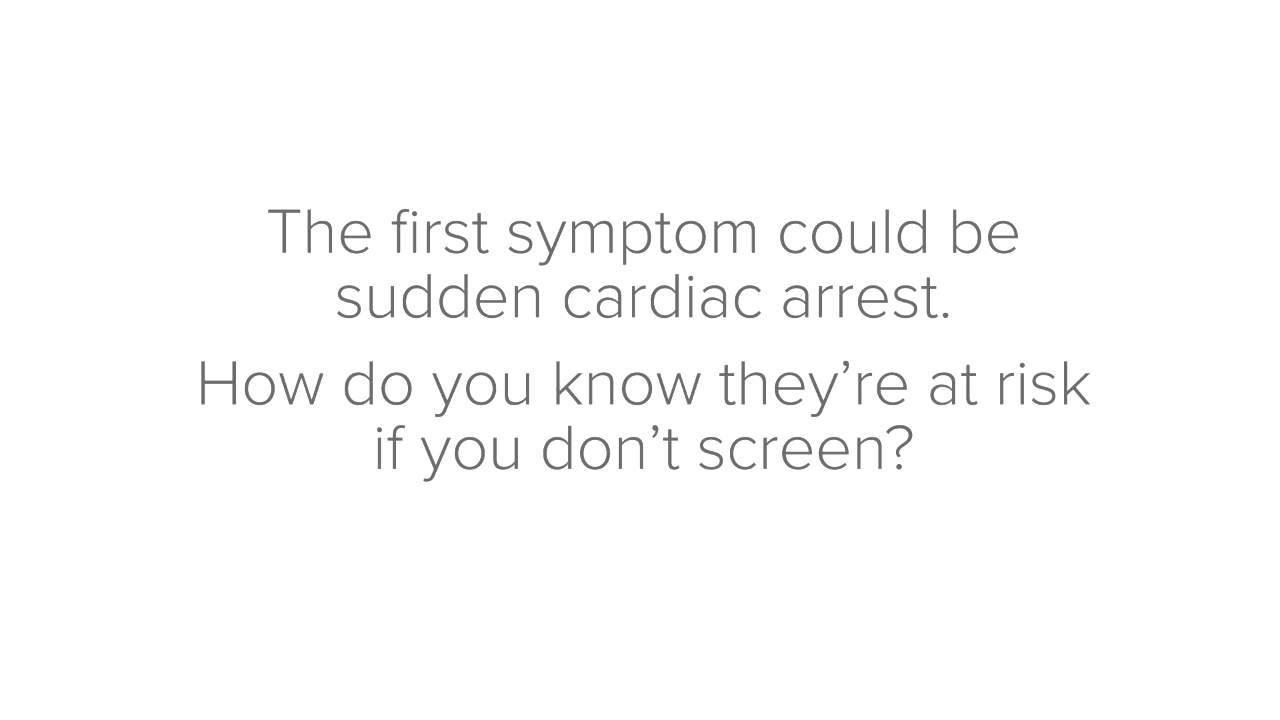 The first symptom could be
sudden cardiac arrest.
How do you know they’re at risk
if you don’t screen?